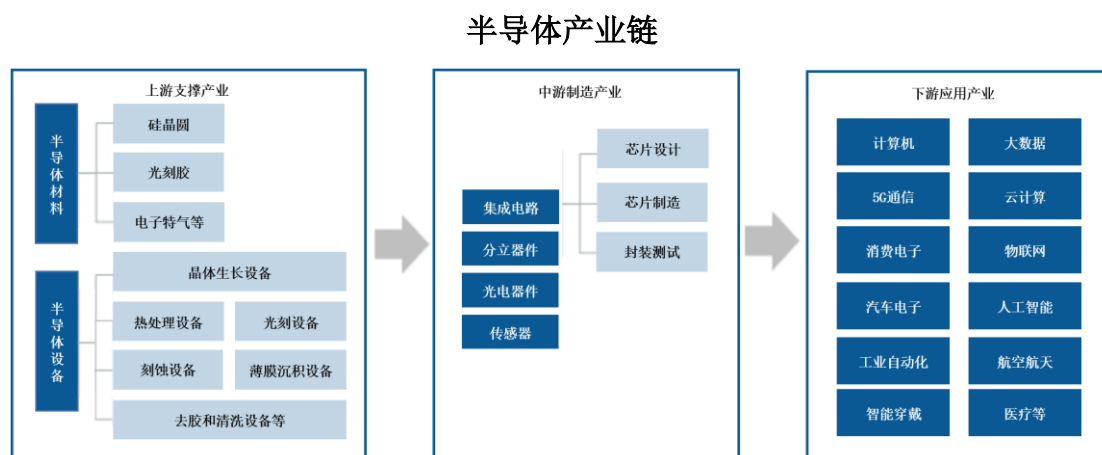 半导体产业链
上游支撑产业
半导体材料
硅晶圆
光刻胶
电子特气等
半导体设备
晶体生长设备
热处理设备
光刻设备
刻蚀设备
薄膜沉积设备
去胶和清洗设备等
中游制造产业
集成电路
分立器件
光电器件
传感器
芯片设计
芯片制造
封装测试
下游应用产业
计算机
大数据
5G通信
云计算
消费电子
物联网
汽车电子
人工智能
工业自动化
航空航天
智能穿戴
医疗等